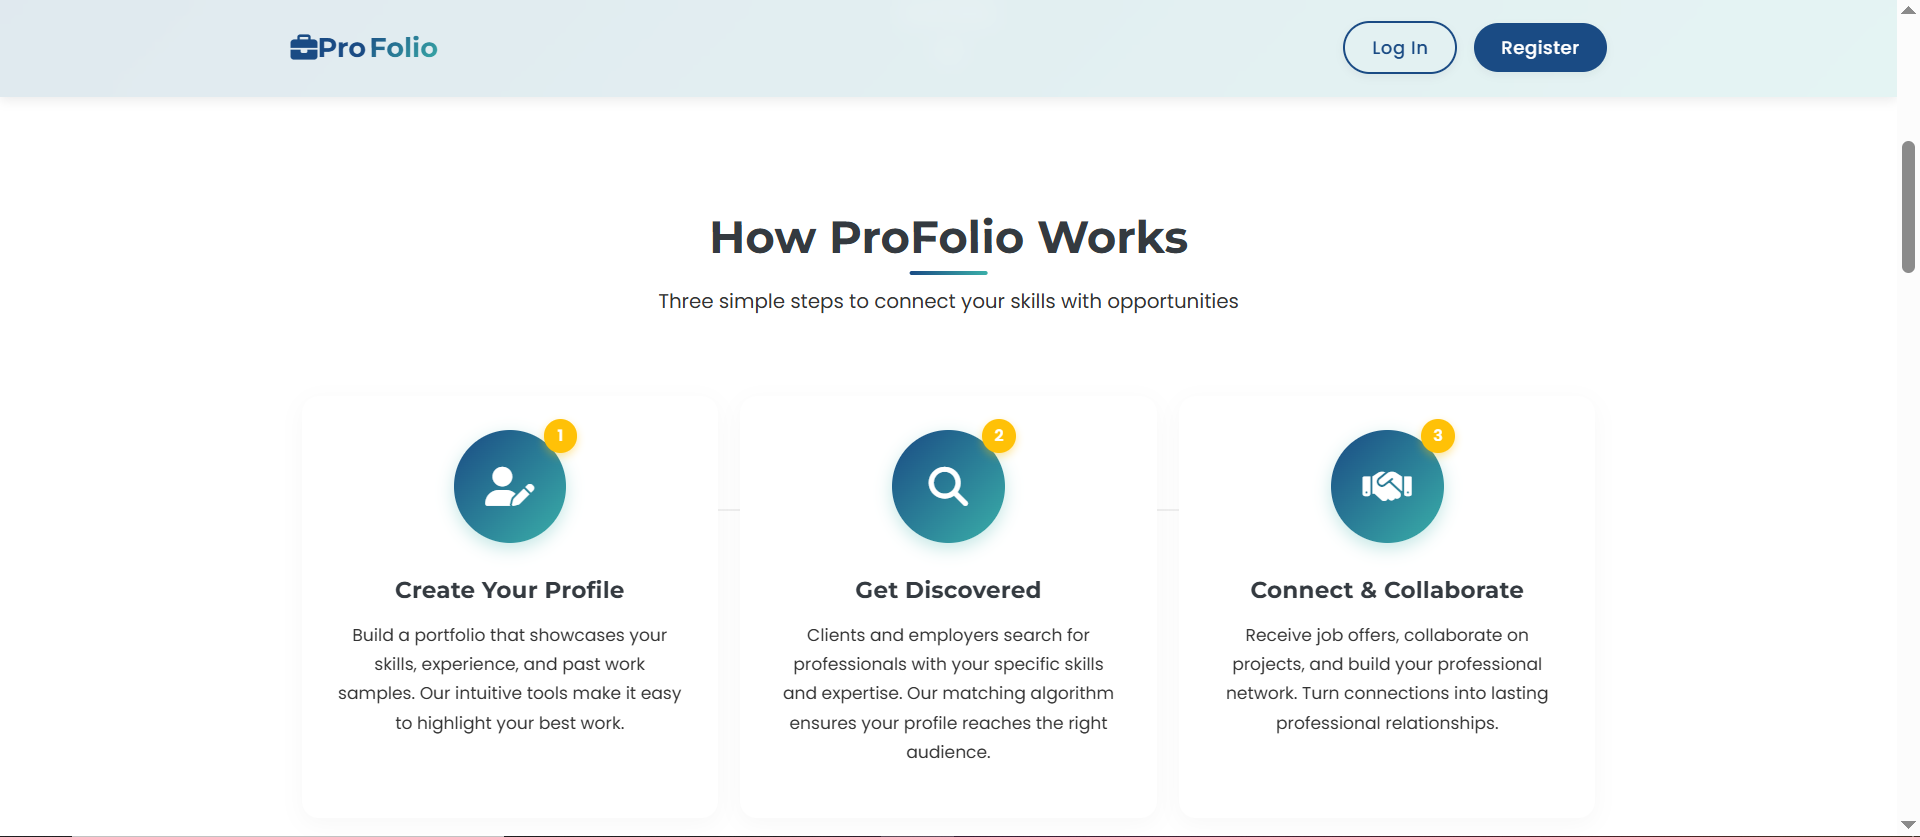 ProFolio
Log In
Register
How ProFolio Works
Three simple steps to connect your skills with opportunities
1
Create Your Profile
Build a portfolio that showcases your
skills, experience, and past work
samples. Our intuitive tools make it easy
to highlight your best work.
2
Get Discovered
Clients and employers search for
professionals with your specific skills
and expertise. Our matching algorithm
ensures your profile reaches the right
audience.
3
Connect & Collaborate
Receive job offers, collaborate on
projects, and build your professional
network. Turn connections into lasting
professional relationships.